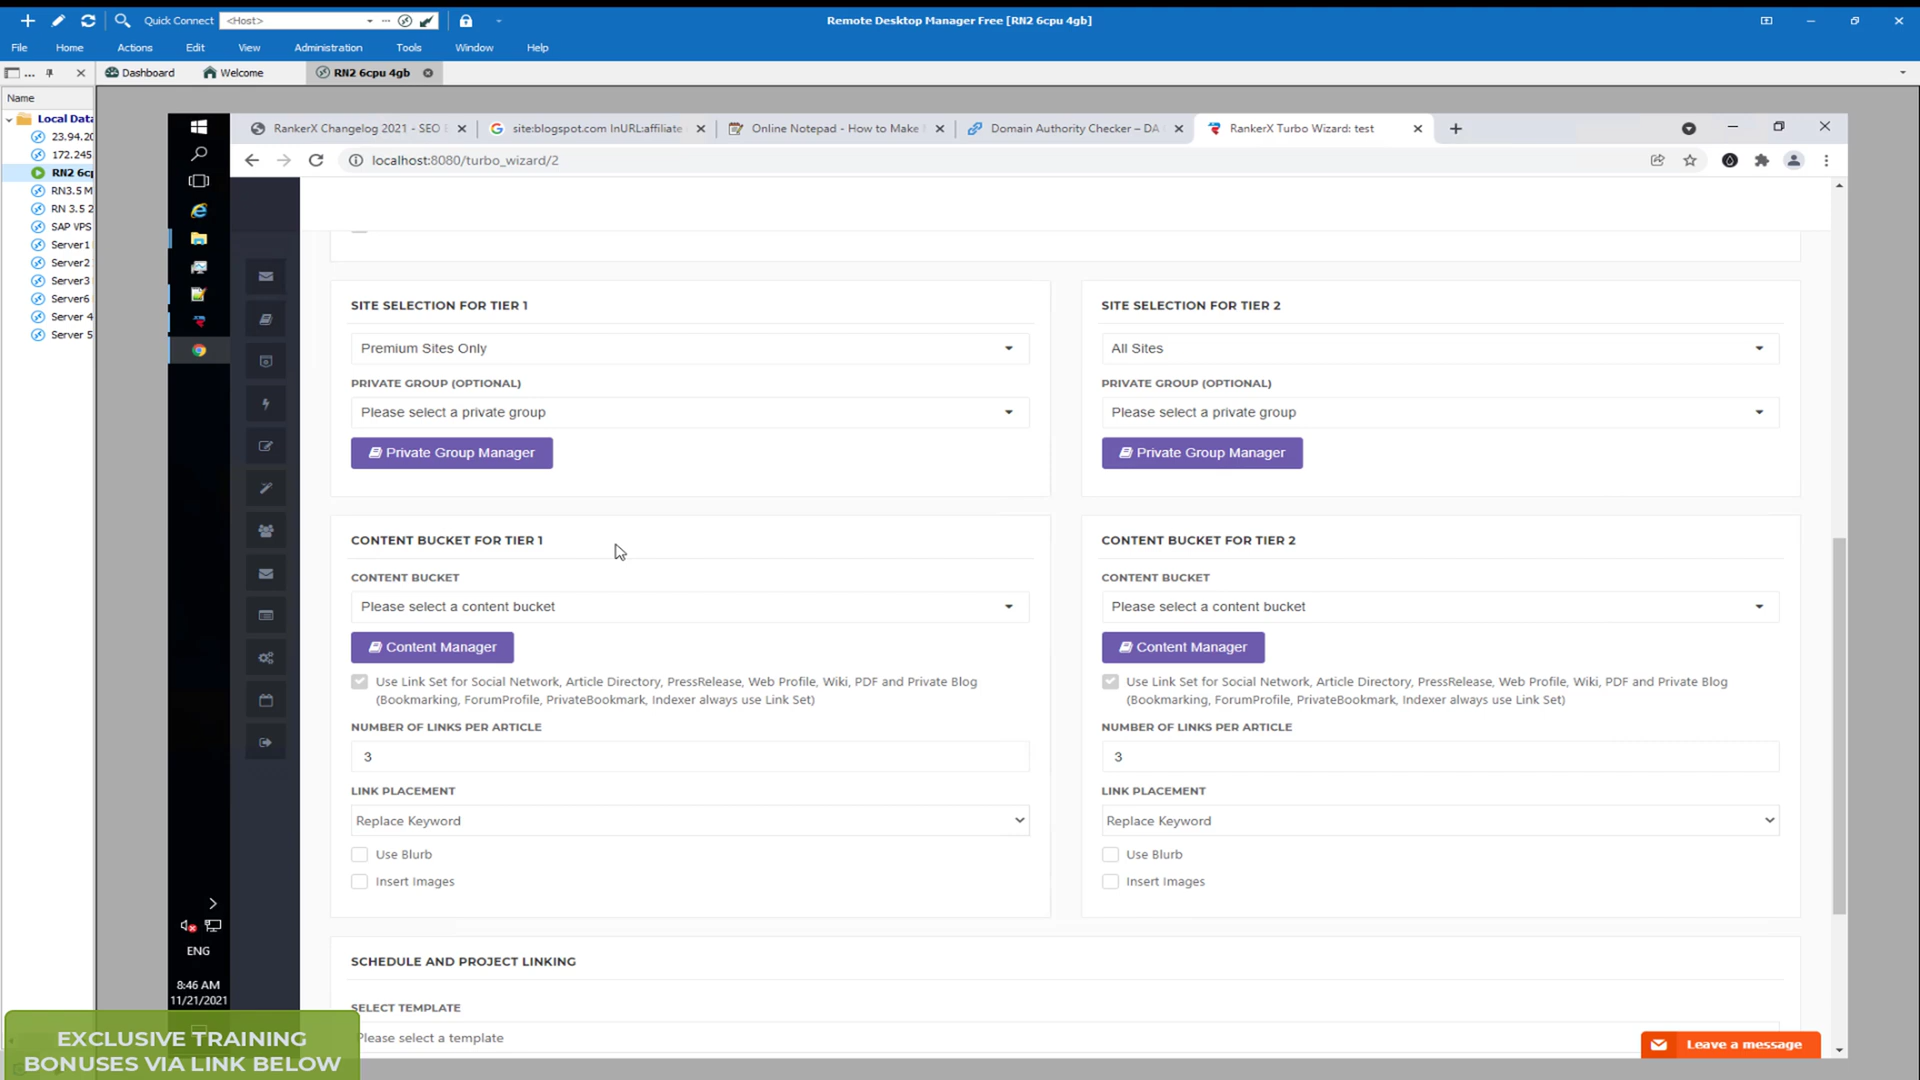 Quick Connect
<Host>
Remote Desktop Manager Free [RN2 6cpu 4gb]
File
Home
Actions
Edit
View
Administration
Tools
Window
Help
Dashboard
Welcome
RN2 6cpu 4gb
Name
Local Data
23.94.20
172.245
RN2 6cp
RN3.5 M
RN 3.5 2
SAP VPS
Server1
Server2
Server3
Server6
Server 4
Server 5
RankerX Changelog 2021 - SEO
site:blogspot.com InURL:affiliate
Online Notepad - How to Make
Domain Authority Checker – DA
RankerX Turbo Wizard: test
localhost:8080/turbo_wizard/2
SITE SELECTION FOR TIER 1
Premium Sites Only
PRIVATE GROUP (OPTIONAL)
Please select a private group
Private Group Manager
SITE SELECTION FOR TIER 2
All Sites
PRIVATE GROUP (OPTIONAL)
Please select a private group
Private Group Manager
CONTENT BUCKET FOR TIER 1
CONTENT BUCKET
Please select a content bucket
Content Manager
Use Link Set for Social Network, Article Directory, PressRelease, Web Profile, Wiki, PDF and Private Blog
(Bookmarking, ForumProfile, PrivateBookmark, Indexer always use Link Set)
NUMBER OF LINKS PER ARTICLE
3
LINK PLACEMENT
Replace Keyword
Use Blurb
Insert Images
CONTENT BUCKET FOR TIER 2
CONTENT BUCKET
Please select a content bucket
Content Manager
Use Link Set for Social Network, Article Directory, PressRelease, Web Profile, Wiki, PDF and Private Blog
(Bookmarking, ForumProfile, PrivateBookmark, Indexer always use Link Set)
NUMBER OF LINKS PER ARTICLE
3
LINK PLACEMENT
Replace Keyword
Use Blurb
Insert Images
SCHEDULE AND PROJECT LINKING
SELECT TEMPLATE
Please select a template
ENG
8:46 AM
11/21/2021
EXCLUSIVE TRAINING
BONUSES VIA LINK BELOW
Leave a message